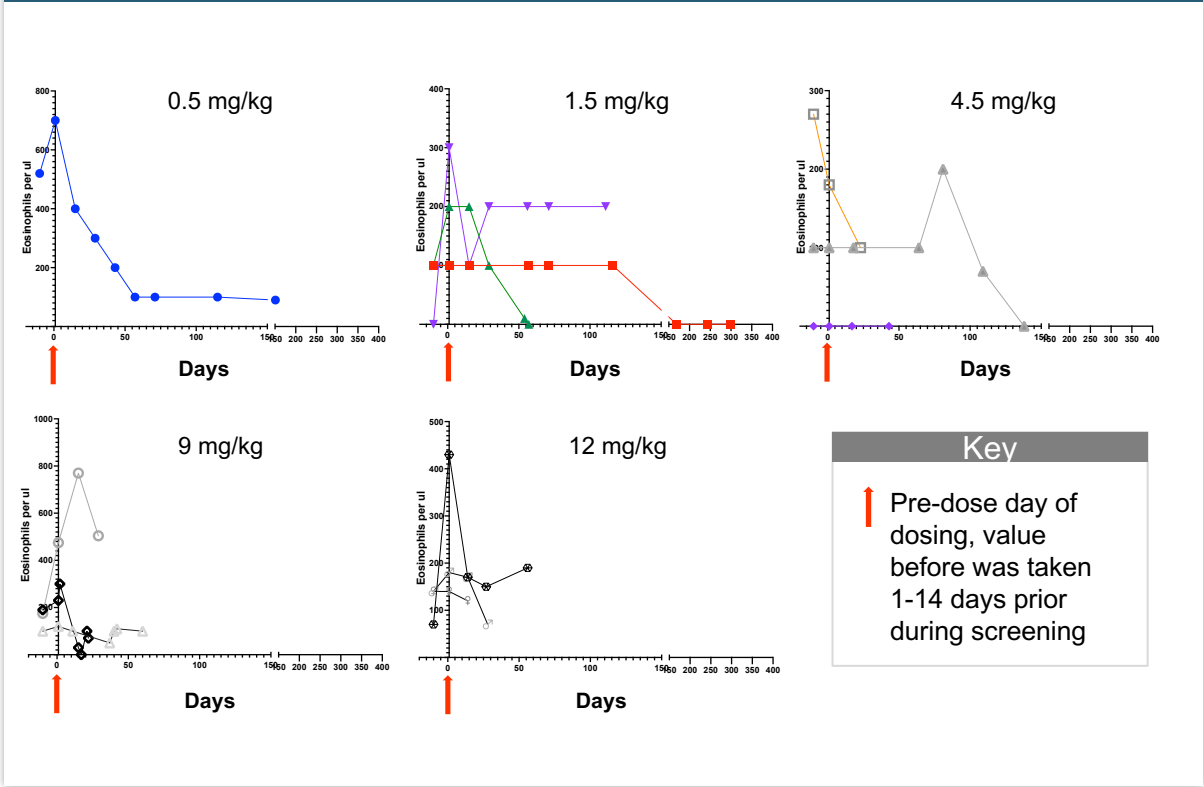 0.5 mg/kg
800
600
400
200
Eosinophils per ul
0 50 100 150 200 250 300 350 400
Days
1.5 mg/kg
400
300
200
Eosinophils per ul
0 50 100 200 250 300 350 400
Days
4.5 mg/kg
300
200
100
Eosinophils per ul
0 50 100 200 250 300 350 400
Days
9 mg/kg
1000
800
600
400
200
Eosinophils per ul
0 50 100 200 250 300 350 400
Days
12 mg/kg
500
400
300
200
100
Eosinophils per ul
0 50 100 200 250 300 350 400
Days
Key
Pre-dose day of
dosing, value
before was taken
1-14 days prior
during screening